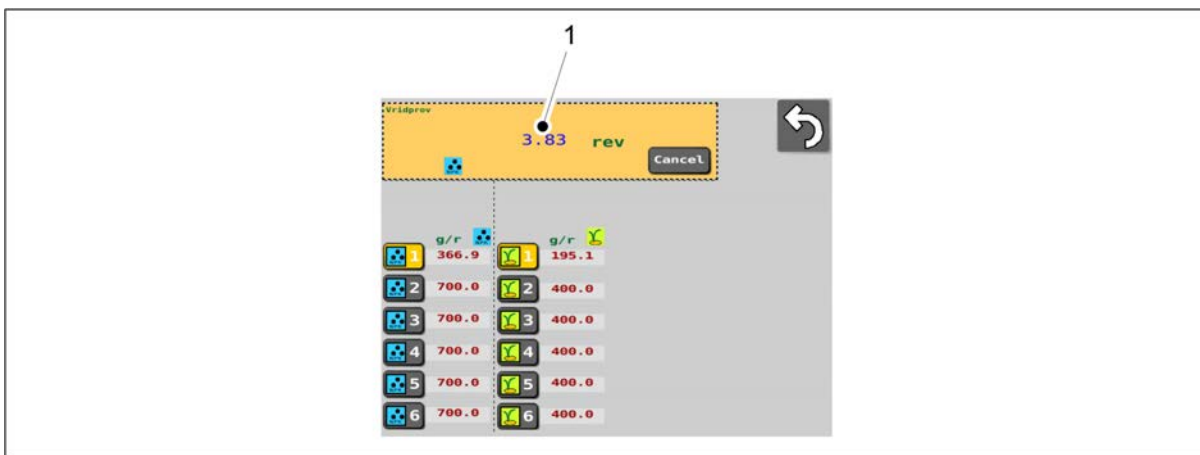 1
Vridprov
3.83 rev
Cancel
g/r g/r
1 366.9 1 195.1
2 700.0 2 400.0
3 700.0 3 400.0
4 700.0 4 400.0
5 700.0 5 400.0
6 700.0 6 400.0